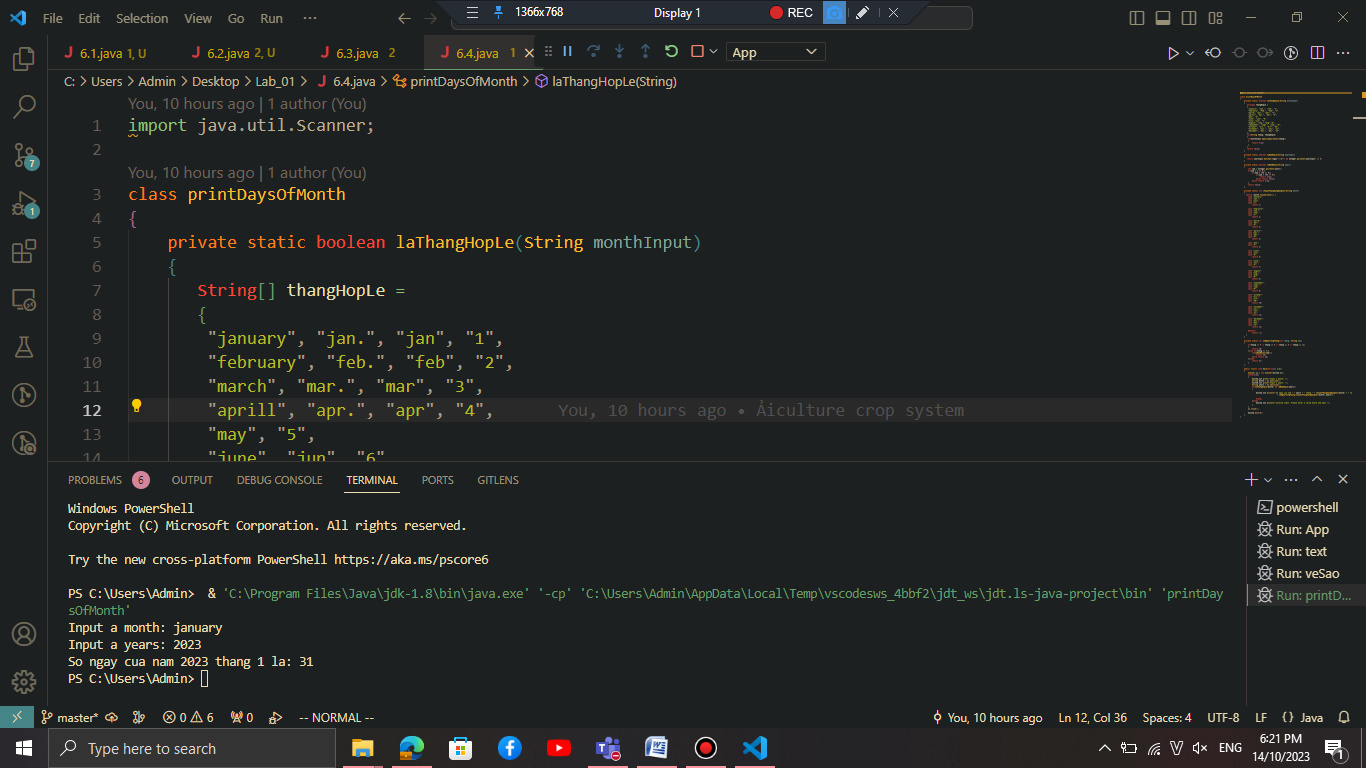 File Edit Selection View Go Run ···
1366x768 Display 1 REC
6.1.java 1, U 6.2.java 2, U 6.3.java 2 6.4.java 1
App
C: > Users > Admin > Desktop > Lab_01 > 6.4.java > printDaysOfMonth > laThangHopLe(String)
You, 10 hours ago | 1 author (You)
1 import java.util.Scanner;
2
You, 10 hours ago | 1 author (You)
3 class printDaysOfMonth
4 {
5 private static boolean laThangHopLe(String monthInput)
6 {
7 String[] thangHopLe =
8 {
9 "january", "jan.", "jan", "1",
10 "february", "feb.", "feb", "2",
11 "march", "mar.", "mar", "3",
12 "aprill", "apr.", "apr", "4", You, 10 hours ago • Ảiculture crop system
13 "may", "5",
14 "june", "jun", "6"
PROBLEMS 6 OUTPUT DEBUG CONSOLE TERMINAL PORTS GITLENS
Windows PowerShell
Copyright (C) Microsoft Corporation. All rights reserved.
Try the new cross-platform PowerShell https://aka.ms/pscore6
PS C:\Users\Admin> & 'C:\Program Files\Java\jdk-1.8\bin\java.exe' '-cp' 'C:\Users\Admin\AppData\Local\Temp\vscodesws_4bbf2\jdt_ws\jdt.ls-java-project\bin' 'printDay
sOfMonth'
Input a month: january
Input a years: 2023
So ngay cua nam 2023 thang 1 la: 31
PS C:\Users\Admin>
powershell
Run: App
Run: text
Run: veSao
Run: printD...
7
1
master* 0 6 0 -- NORMAL -- You, 10 hours ago Ln 12, Col 36 Spaces: 4 UTF-8 LF {} Java
Type here to search
ENG
6:21 PM
14/10/2023
1